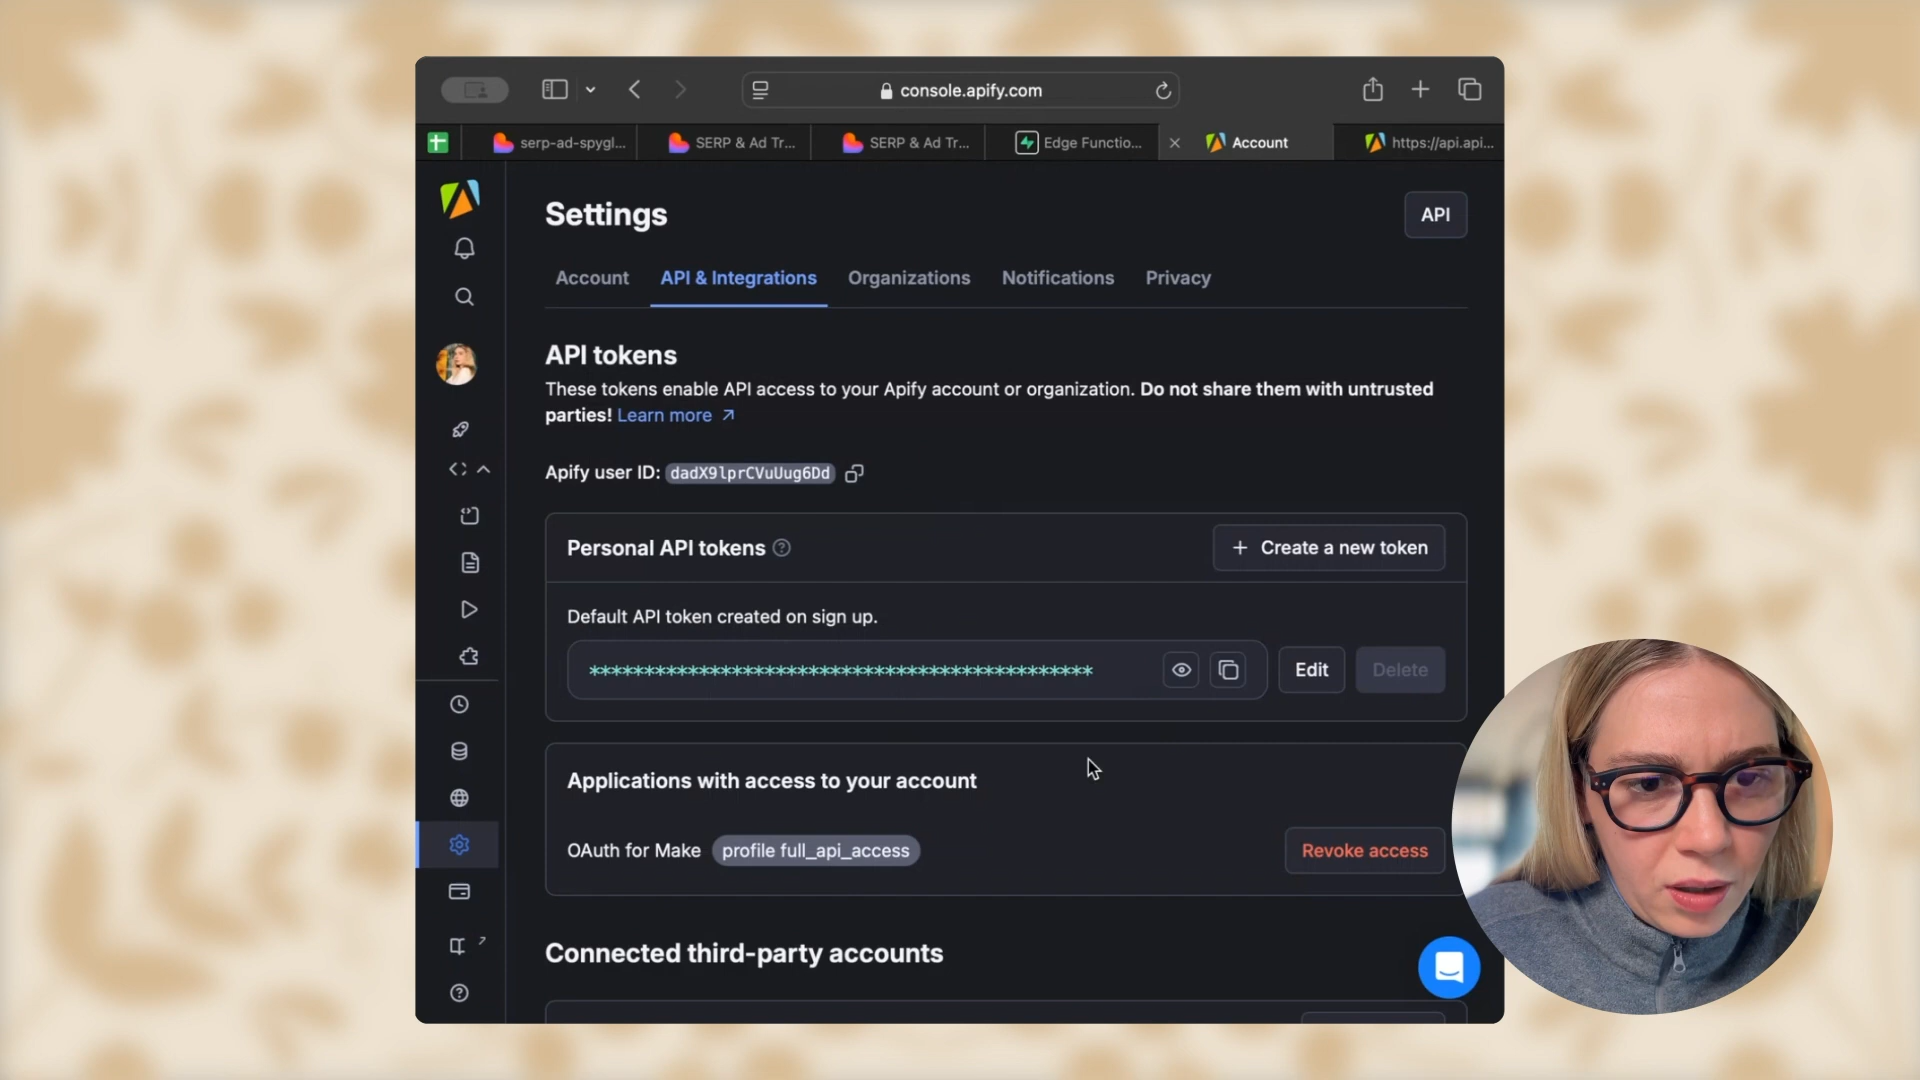 console.apify.com
serp-ad-spygl...
SERP & Ad Tr...
SERP & Ad Tr...
Edge Functio...
Account
https://api.api...
Settings
API
Account
API & Integrations
Organizations
Notifications
Privacy
API tokens
These tokens enable API access to your Apify account or organization. Do not share them with untrusted
parties! Learn more
Apify user ID: dadX9lprCVuUug6Dd
Personal API tokens
Create a new token
Default API token created on sign up.
**********************************************
Edit
Delete
Applications with access to your account
OAuth for Make
profile full_api_access
Revoke access
Connected third-party accounts